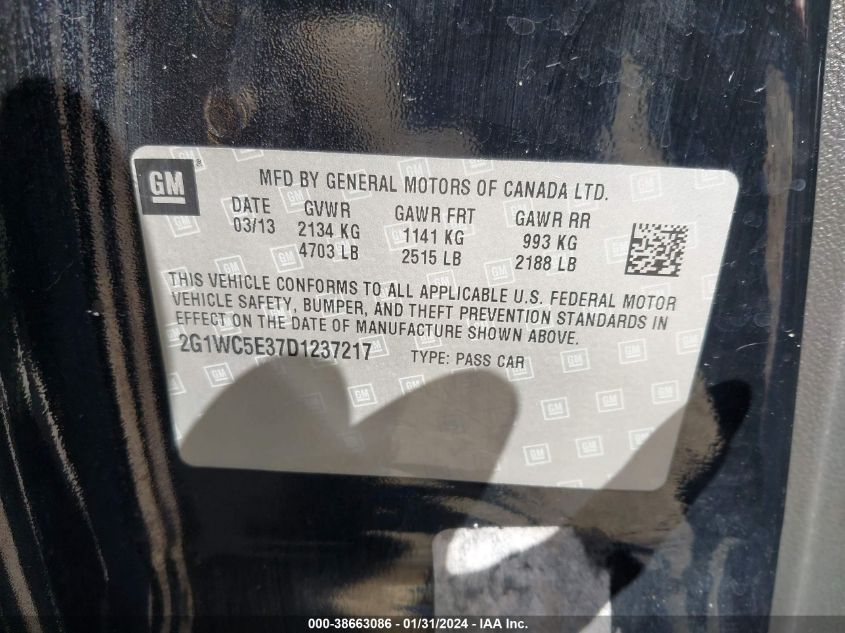 GM ®
MFD BY GENERAL MOTORS OF CANADA LTD.
DATE GVWR GAWR FRT GAWR RR
03/13 2134 KG 1141 KG 993 KG
4703 LB 2515 LB 2188 LB
THIS VEHICLE CONFORMS TO ALL APPLICABLE U.S. FEDERAL MOTOR
VEHICLE SAFETY, BUMPER, AND THEFT PREVENTION STANDARDS IN
EFFECT ON THE DATE OF MANUFACTURE SHOWN ABOVE.
2G1WC5E37D1237217 TYPE: PASS CAR
000-38663086 - 01/31/2024 - IAA Inc.